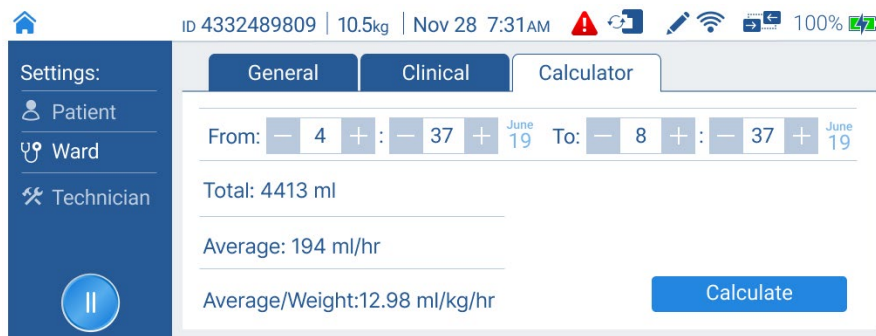 ID 4332489809 | 10.5kg | Nov 28 7:31AM 100%
Settings:
Patient
Ward
Technician
General Clinical Calculator
From: — 4 + : — 37 + June 19 To: — 8 + : — 37 + June 19
Total: 4413 ml
Average: 194 ml/hr
Average/Weight:12.98 ml/kg/hr
Calculate